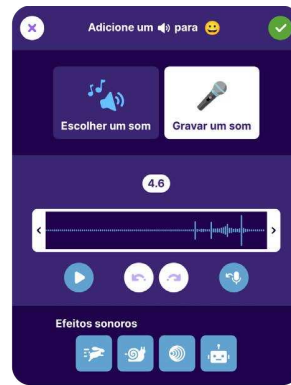 Adicione um 🔊 para 😀
Escolher um som
Gravar um som
4.6
Efeitos sonoros